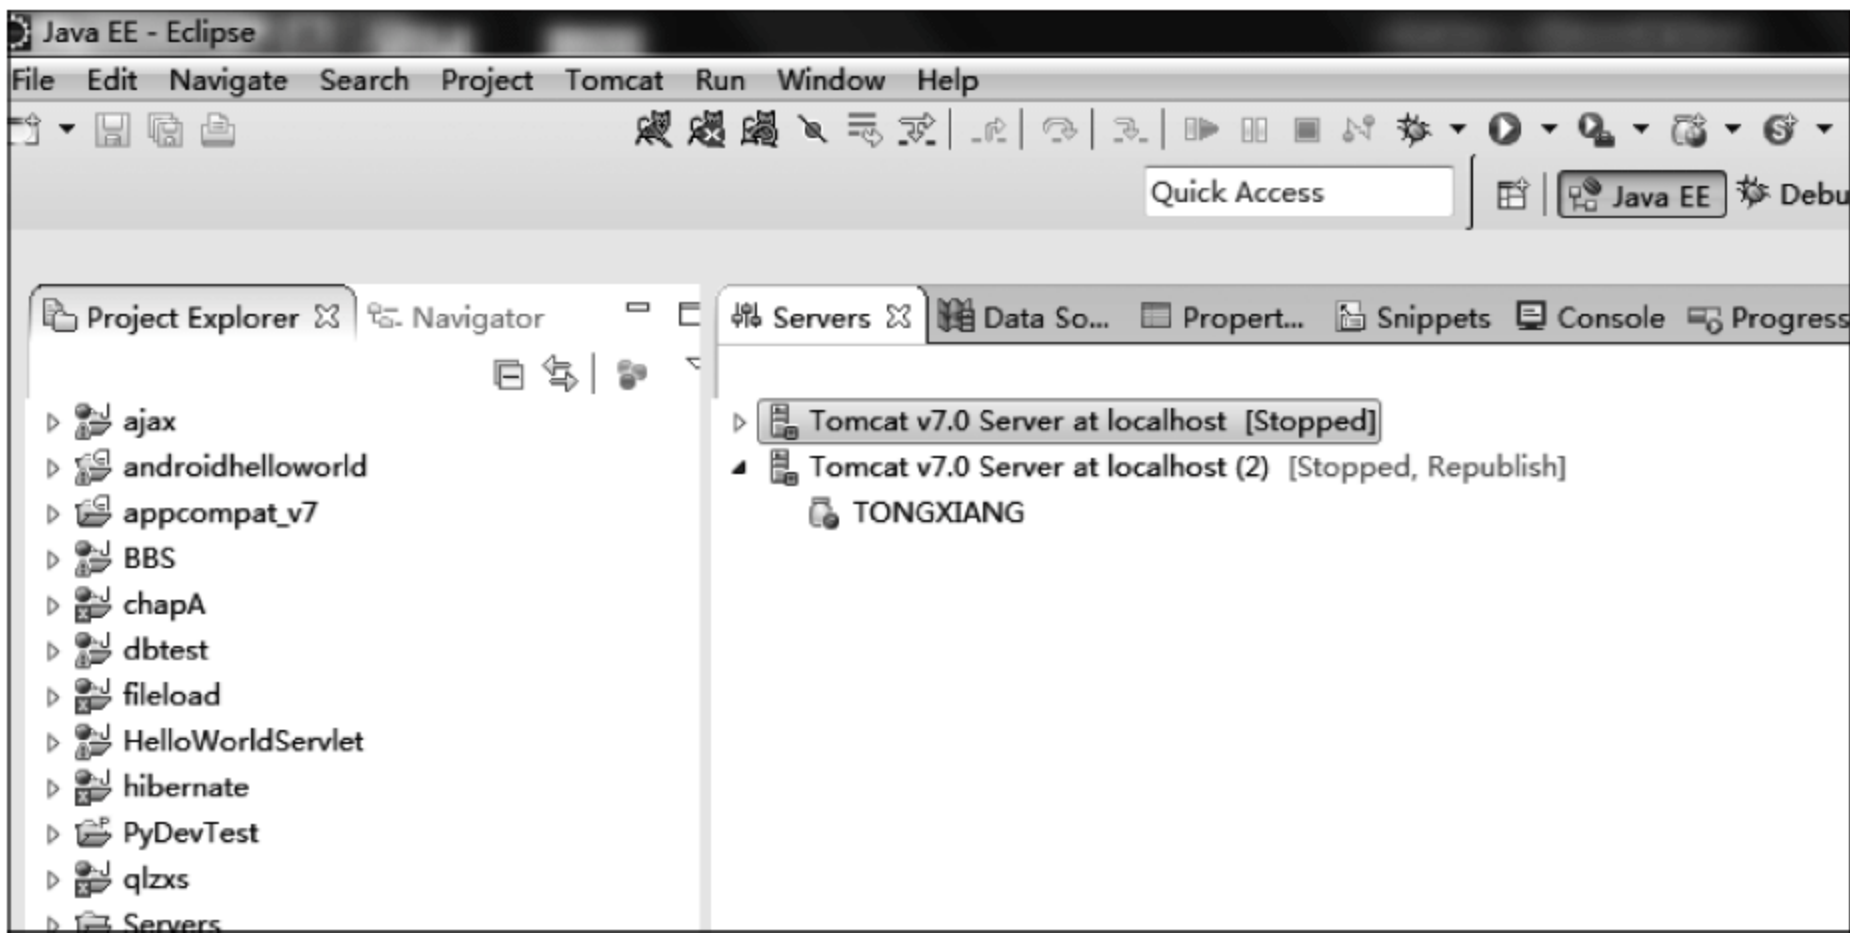 Java EE - Eclipse
File Edit Navigate Search Project Tomcat Run Window Help
Quick Access
Java EE
Debu
Project Explorer
Navigator
ajax
androidhelloworld
appcompat_v7
BBS
chapA
dbtest
fileload
HelloWorldServlet
hibernate
PyDevTest
qlzxs
Servers
Servers
Data So...
Propert...
Snippets
Console
Progress
Tomcat v7.0 Server at localhost [Stopped]
Tomcat v7.0 Server at localhost (2) [Stopped, Republish]
TONGXIANG